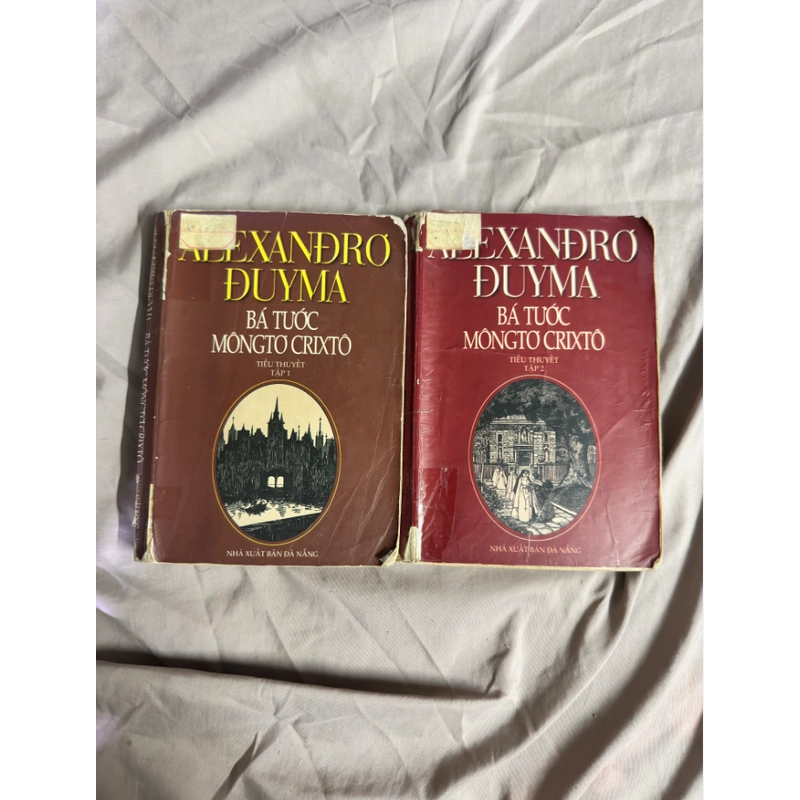 ALEXANĐRƠ
ĐUYMA
BÁ TƯỚC
MÔNGTƠ CRIXTÔ
TIỂU THUYẾT
TẬP 1
NHÀ XUẤT BẢN ĐÀ NẴNG
ALEXANĐRƠ
ĐUYMA
BÁ TƯỚC
MÔNGTƠ CRIXTÔ
TIỂU THUYẾT
TẬP 2
NHÀ XUẤT BẢN ĐÀ NẴNG